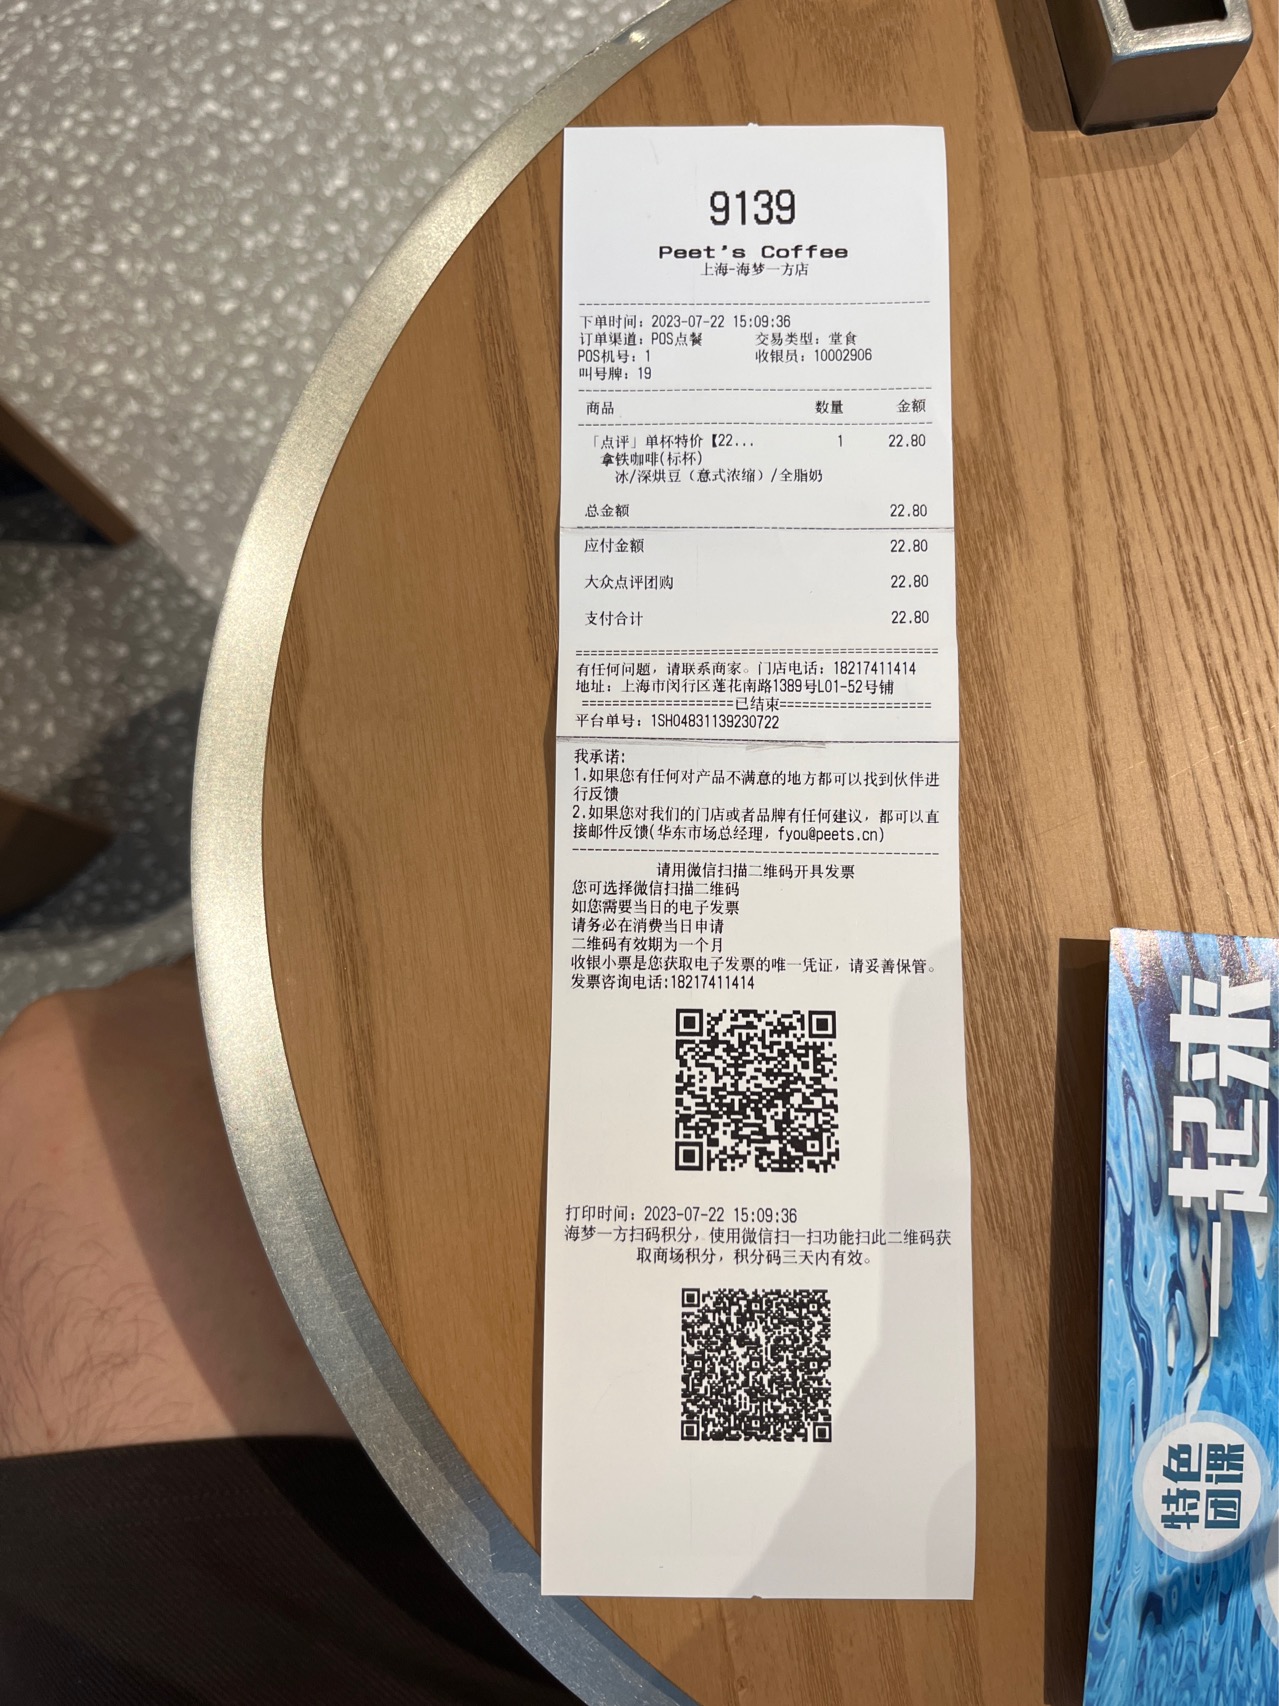 9139
Peet's Coffee
上海-海梦一方店
下单时间: 2023-07-22 15:09:36
订单渠道: POS点餐 交易类型: 堂食
POS机号: 1 收银员: 10002906
叫号牌: 19
商品 数量 金额
「点评」单杯特价【22... 1 22.80
拿铁咖啡(标杯)
冰/深烘豆（意式浓缩）/全脂奶
总金额 22.80
应付金额 22.80
大众点评团购 22.80
支付合计 22.80
有任何问题, 请联系商家。门店电话: 18217411414
地址: 上海市闵行区莲花南路1389号L01-52号铺
====================已结束====================
平台单号: 1SH04831139230722
我承诺:
1.如果您有任何对产品不满意的地方都可以找到伙伴进
行反馈
2.如果您对我们的门店或者品牌有任何建议, 都可以直
接邮件反馈(华东市场总经理, fyou@peets.cn)
请用微信扫描二维码开具发票
您可选择微信扫描二维码
如您需要当日的电子发票
请务必在消费当日申请
二维码有效期为一个月
收银小票是您获取电子发票的唯一凭证, 请妥善保管。
发票咨询电话:18217411414
打印时间: 2023-07-22 15:09:36
海梦一方扫码积分, 使用微信扫一扫功能扫此二维码获
取商场积分, 积分码三天内有效。
一起来
特色
团课